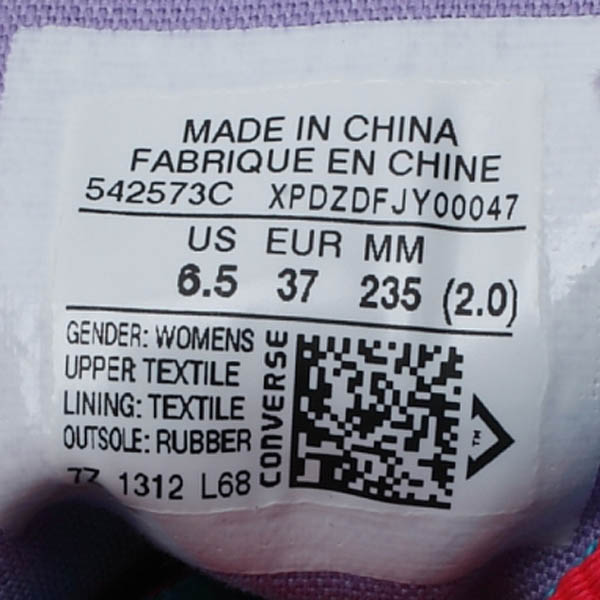 MADE IN CHINA
FABRIQUE EN CHINE
542573C XPDZDFJY00047
US EUR MM
6.5 37 235 (2.0)
GENDER: WOMENS
UPPER: TEXTILE
LINING: TEXTILE
OUTSOLE: RUBBER
1312 L68
CONVERSE